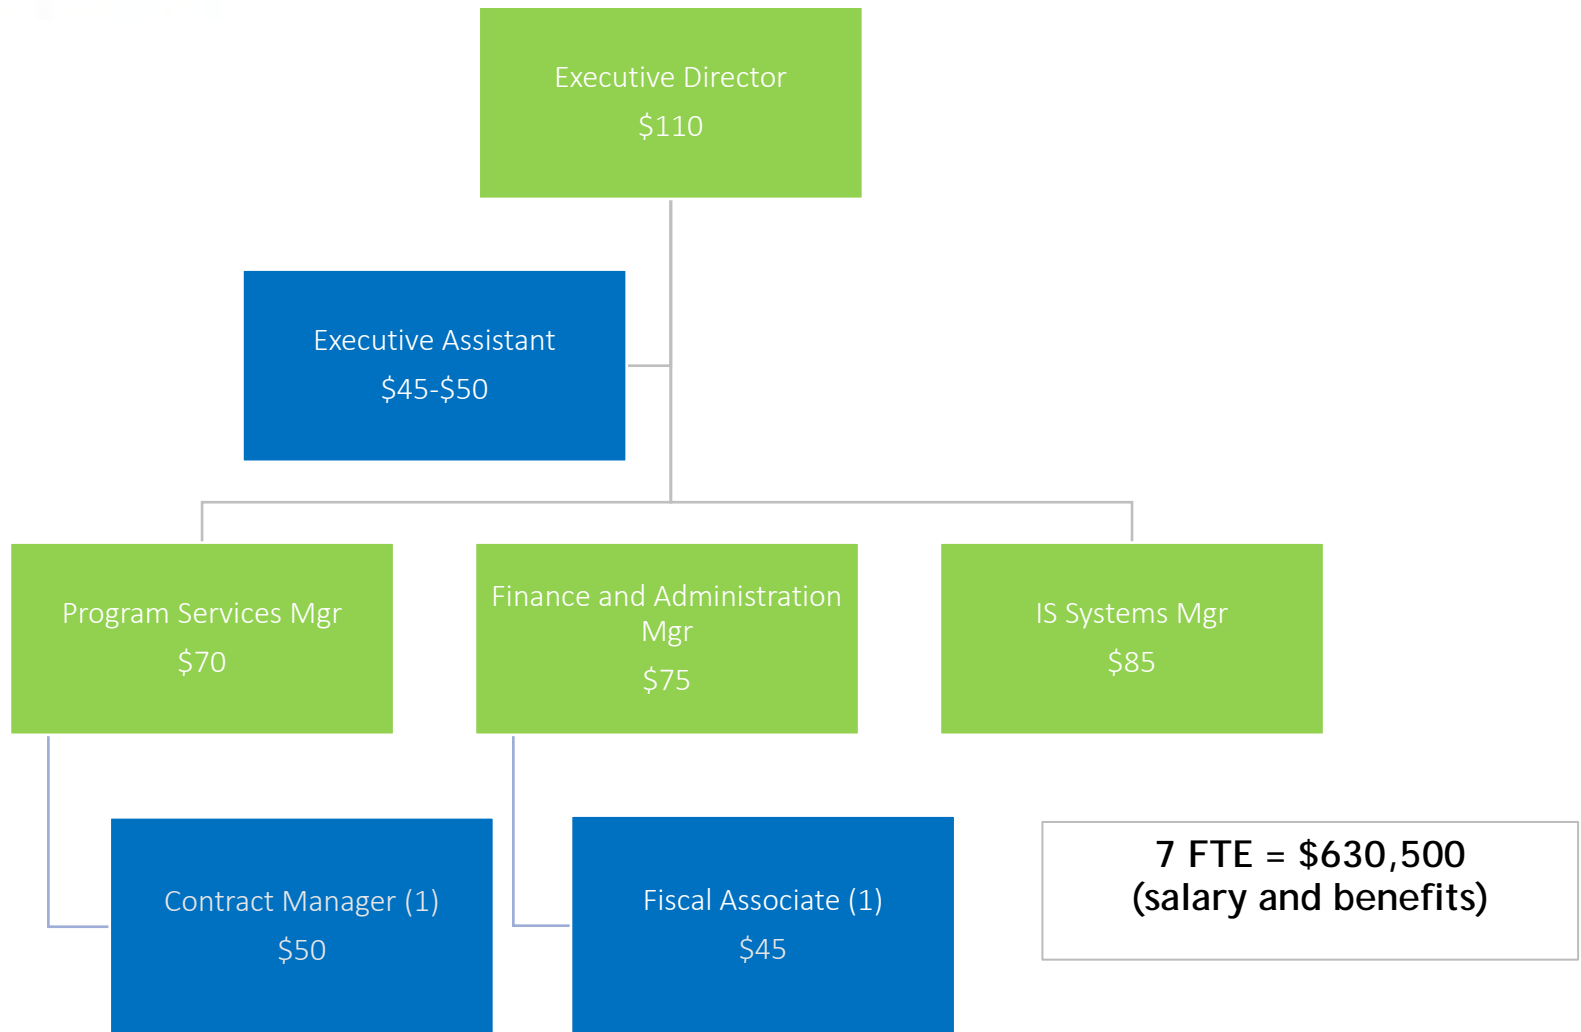 Executive Director
$110
Executive Assistant
$45-$50
Program Services Mgr
$70
Finance and Administration
Mgr
$75
IS Systems Mgr
$85
Contract Manager (1)
$50
Fiscal Associate (1)
$45
7 FTE = $630,500
(salary and benefits)